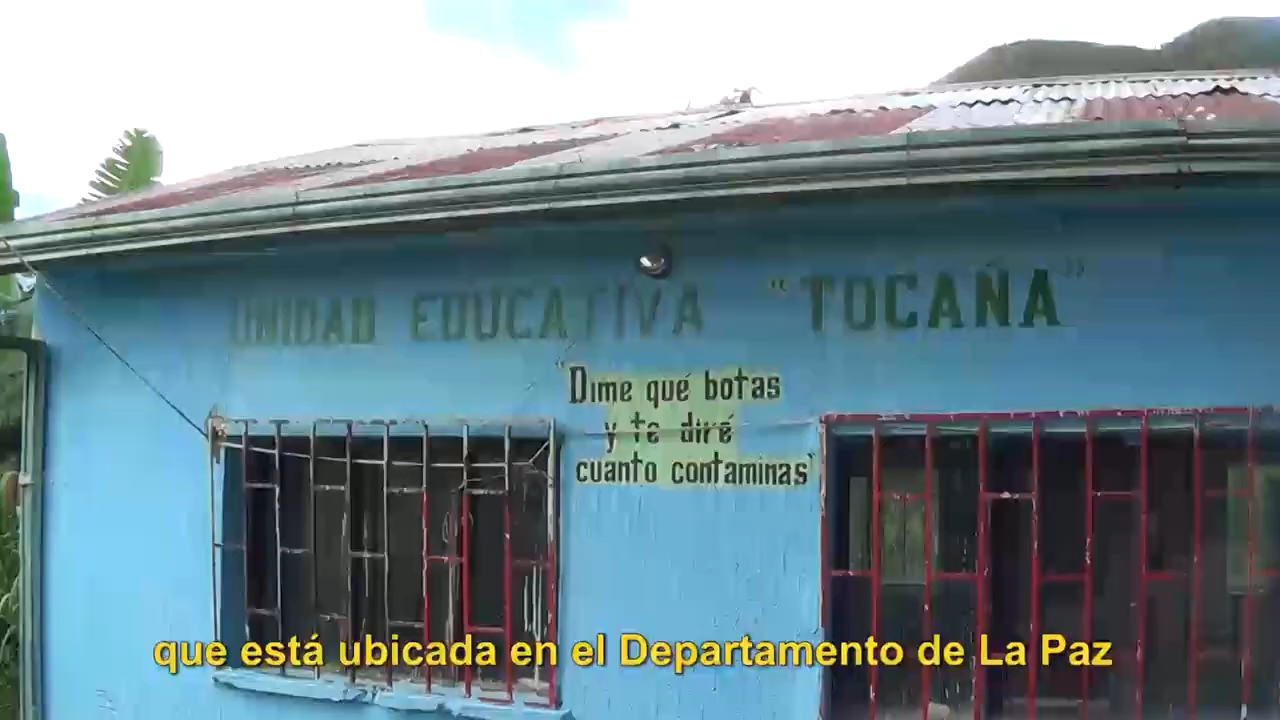 UNIDAD EDUCATIVA "TOCAÑA"
"Dime qué botas
y te diré
cuanto contaminas"
que está ubicada en el Departamento de La Paz